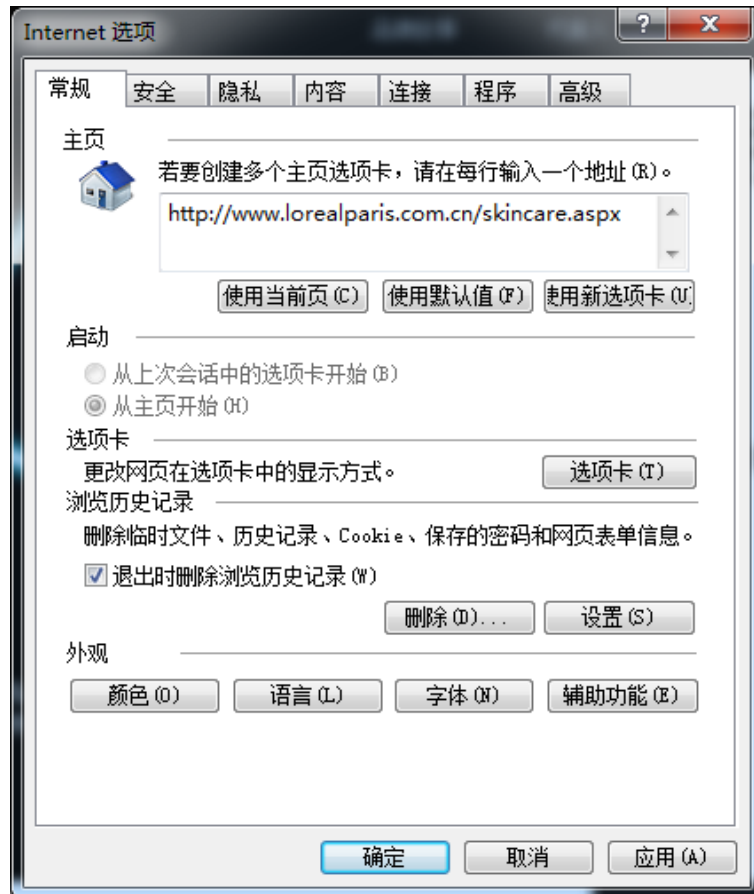 Internet 选项
常规 安全 隐私 内容 连接 程序 高级
主页
若要创建多个主页选项卡，请在每行输入一个地址(R)。
http://www.lorealparis.com.cn/skincare.aspx
使用当前页(C) 使用默认值(F) 使用新选项卡(U)
启动
从上次会话中的选项卡开始(B)
从主页开始(H)
选项卡
更改网页在选项卡中的显示方式。 选项卡(T)
浏览历史记录
删除临时文件、历史记录、Cookie、保存的密码和网页表单信息。
退出时删除浏览历史记录(W)
删除(D)... 设置(S)
外观
颜色(O) 语言(L) 字体(N) 辅助功能(E)
确定 取消 应用(A)